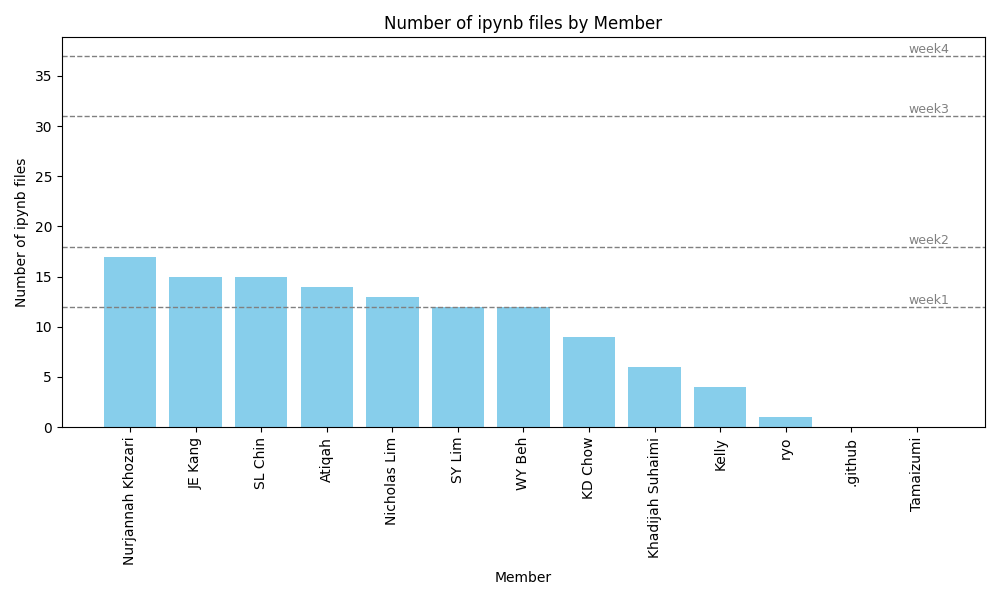 Number of ipynb files by Member
Number of ipynb files
35
30
25
20
15
10
5
0
week4
week3
week2
week1
Nurjannah Khozari
JE Kang
SL Chin
Atiqah
Nicholas Lim
SY Lim
WY Beh
KD Chow
Khadijah Suhaimi
Kelly
ryo
.github
Tamaizumi
Member